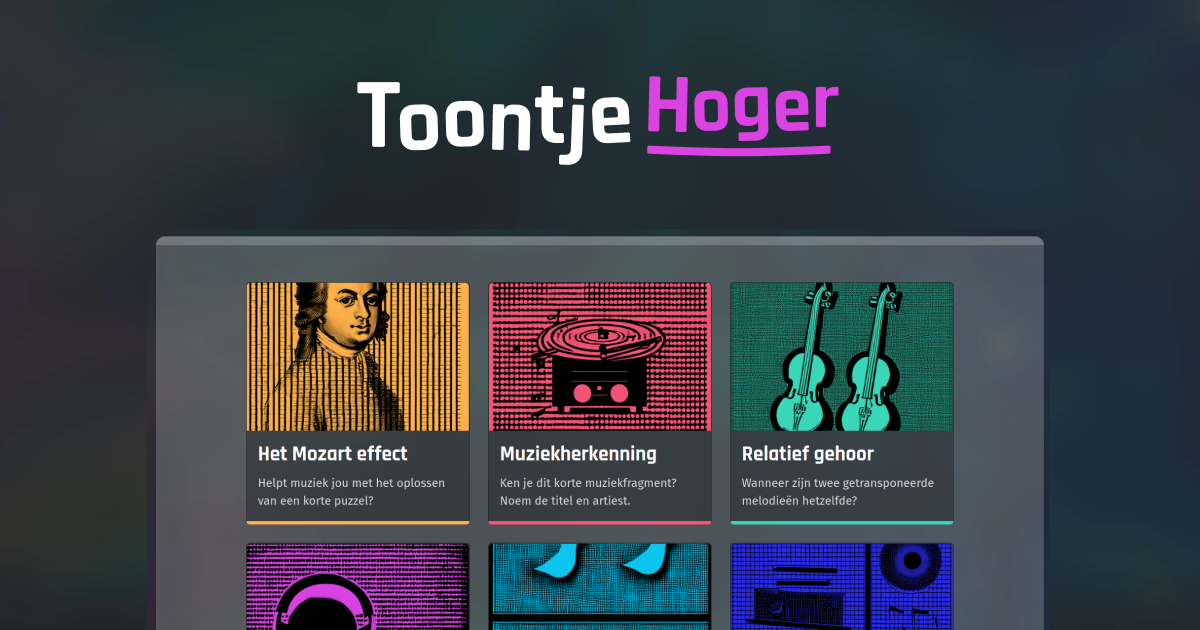 Toontje Hoger
Het Mozart effect
Helpt muziek jou met het oplossen
van een korte puzzel?
Muziekherkenning
Ken je dit korte muziekfragment?
Noem de titel en artiest.
Relatief gehoor
Wanneer zijn twee getransponeerde
melodieën hetzelfde?